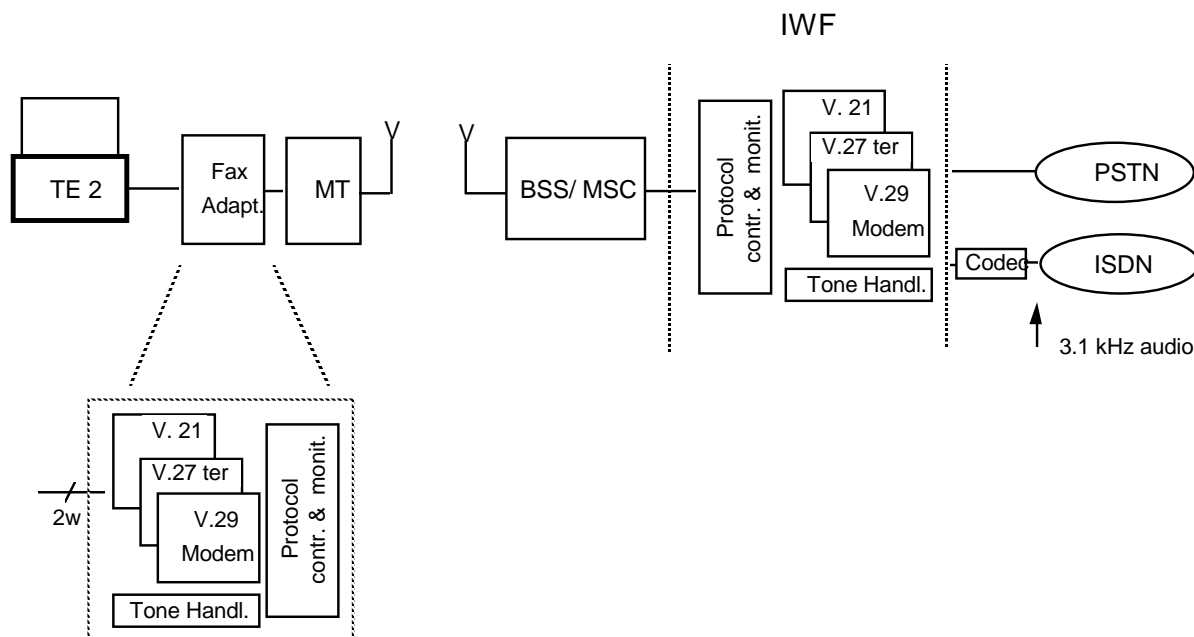 IWF
TE 2
Fax
Adapt.
MT
V
V
BSS/ MSC
Protocol
contr. & monit.
V. 21
V.27 ter
V.29
Modem
Tone Handl.
PSTN
Codec
ISDN
3.1 kHz audio
2w
V. 21
V.27 ter
V.29
Modem
Tone Handl.
Protocol
contr. & monit.